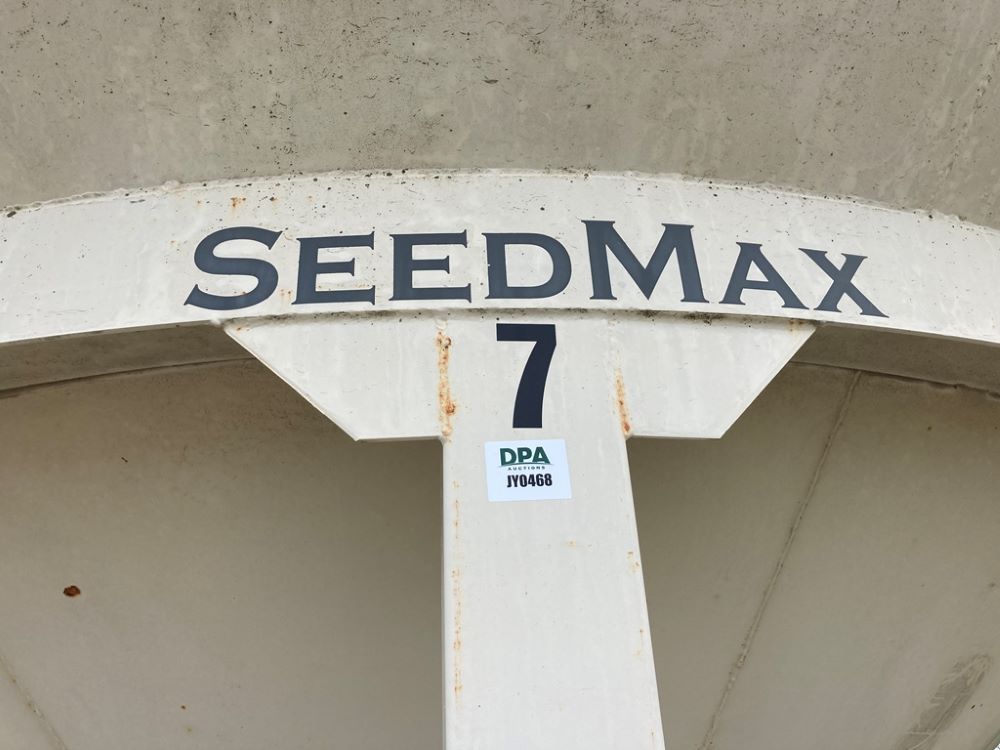 SEEDMAX
7
DPA
AUCTIONS
JY0468